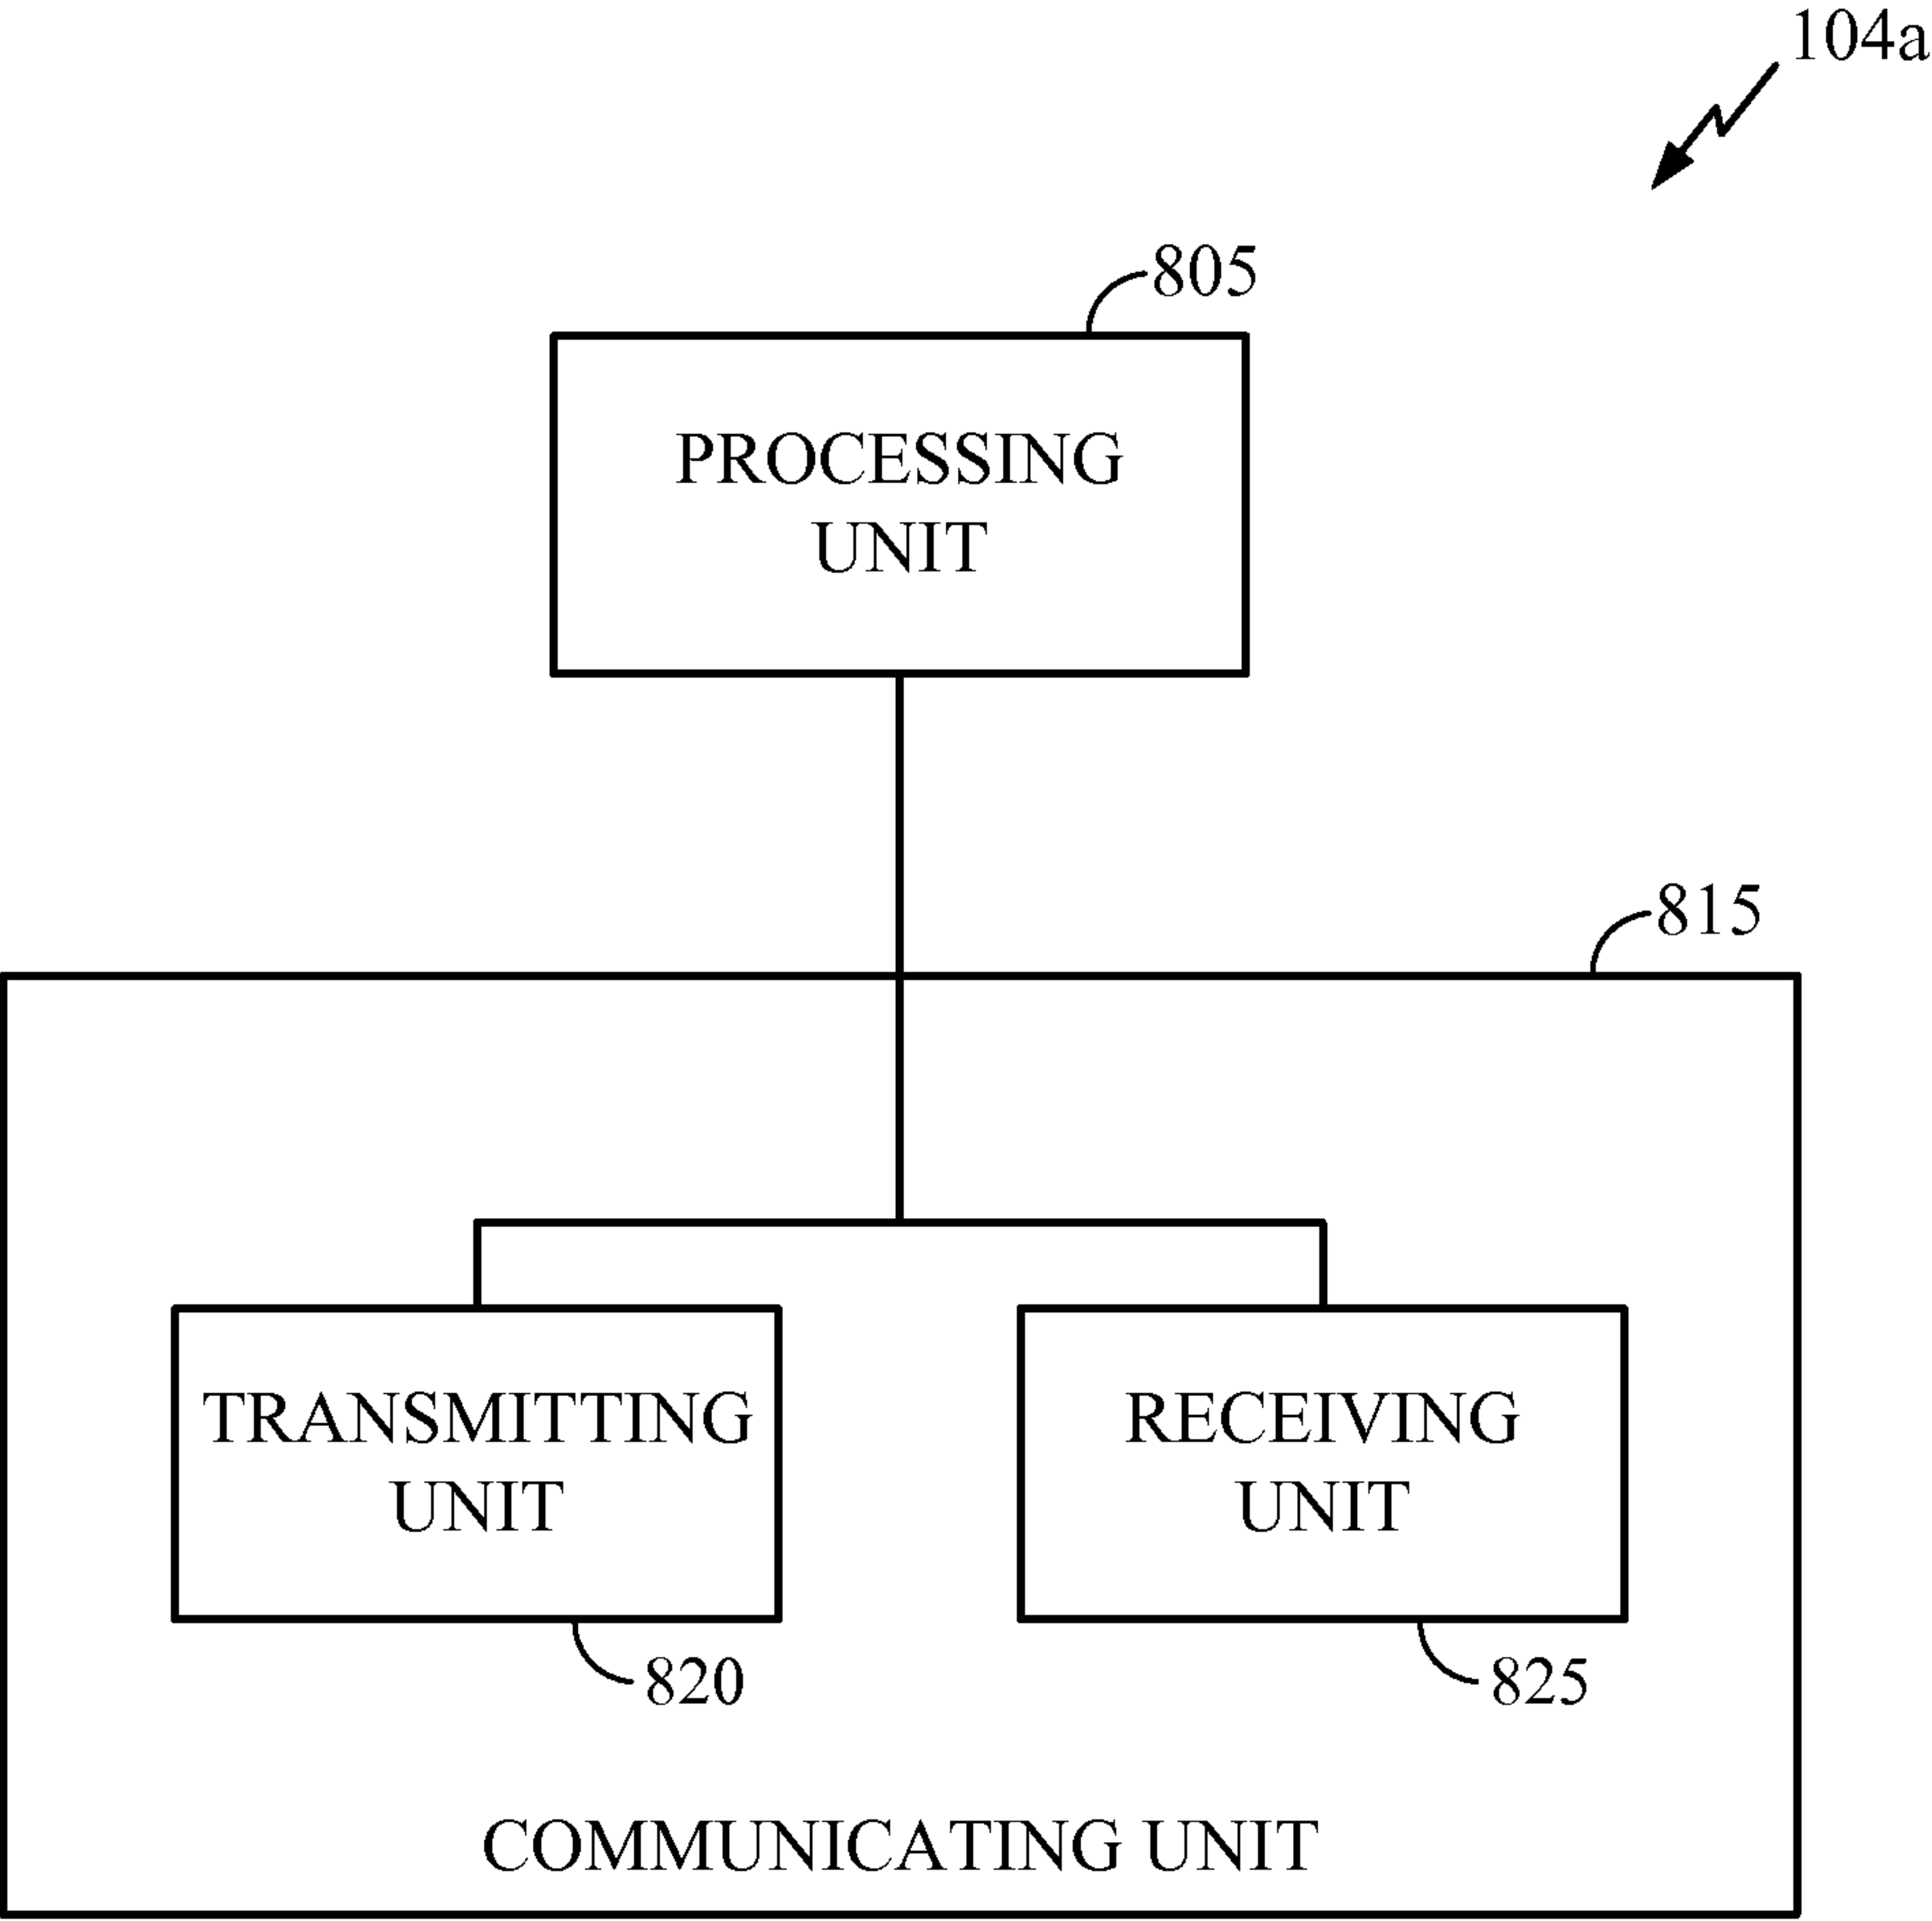 104a
805
PROCESSING
UNIT
815
TRANSMITTING
UNIT
RECEIVING
UNIT
820
825
COMMUNICATING UNIT